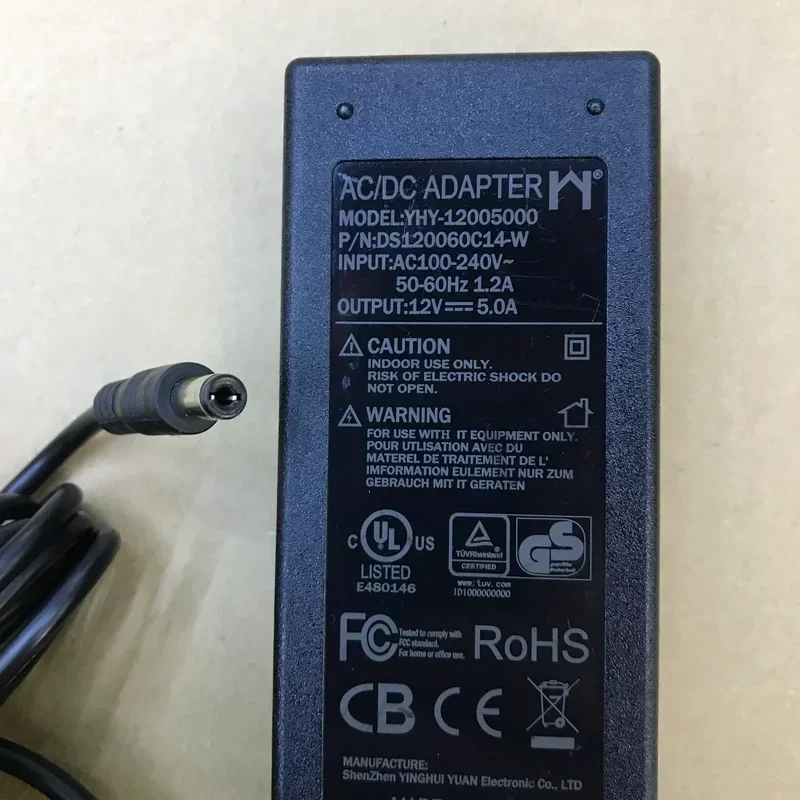 AC/DC ADAPTER ®
MODEL:YHY-12005000
P/N:DS120060C14-W
INPUT:AC100-240V~
50-60Hz 1.2A
OUTPUT:12V⎓5.0A
CAUTION
INDOOR USE ONLY.
RISK OF ELECTRIC SHOCK DO
NOT OPEN.
WARNING
FOR USE WITH IT EQUIPMENT ONLY.
POUR UTLISATION AVEC DU
MATEREL DE TRAITEMENT DE L'
IMFORMATION EULEMENT NUR ZUM
GEBRAUCH MIT IT GERATEN
C UL US
LISTED
E480146
TÜVRheinland
CERTIFIED
www.tuv.com
ID1000000000
GS
geprüfte
Sicherheit
FC Tested to comply with
FCC standard.
For home or office use.
RoHS
CB CE
MANUFACTURE:
ShenZhen YINGHUI YUAN Electronic Co., LTD